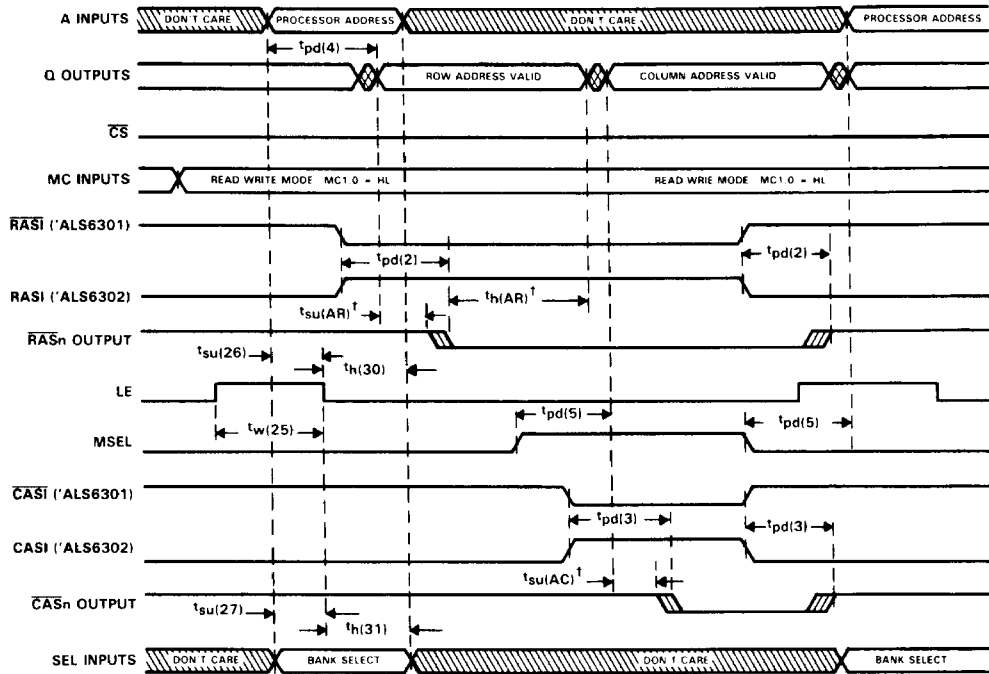 A INPUTS DON'T CARE PROCESSOR ADDRESS DON'T CARE PROCESSOR ADDRESS
tpd(4)
Q OUTPUTS ROW ADDRESS VALID COLUMN ADDRESS VALID
CS
MC INPUTS READ WRITE MODE MC1.0 = HL READ WRIE MODE MC1.0 = HL
RASI ('ALS6301)
tpd(2) tpd(2)
RASI ('ALS6302)
tsu(AR)† th(AR)†
RASn OUTPUT
tsu(26)
th(30)
LE
tw(25) tpd(5) tpd(5)
MSEL
CASI ('ALS6301)
tpd(3) tpd(3)
CASI ('ALS6302)
tsu(AC)†
CASn OUTPUT
tsu(27)
th(31)
SEL INPUTS DON'T CARE BANK SELECT DON'T CARE BANK SELECT